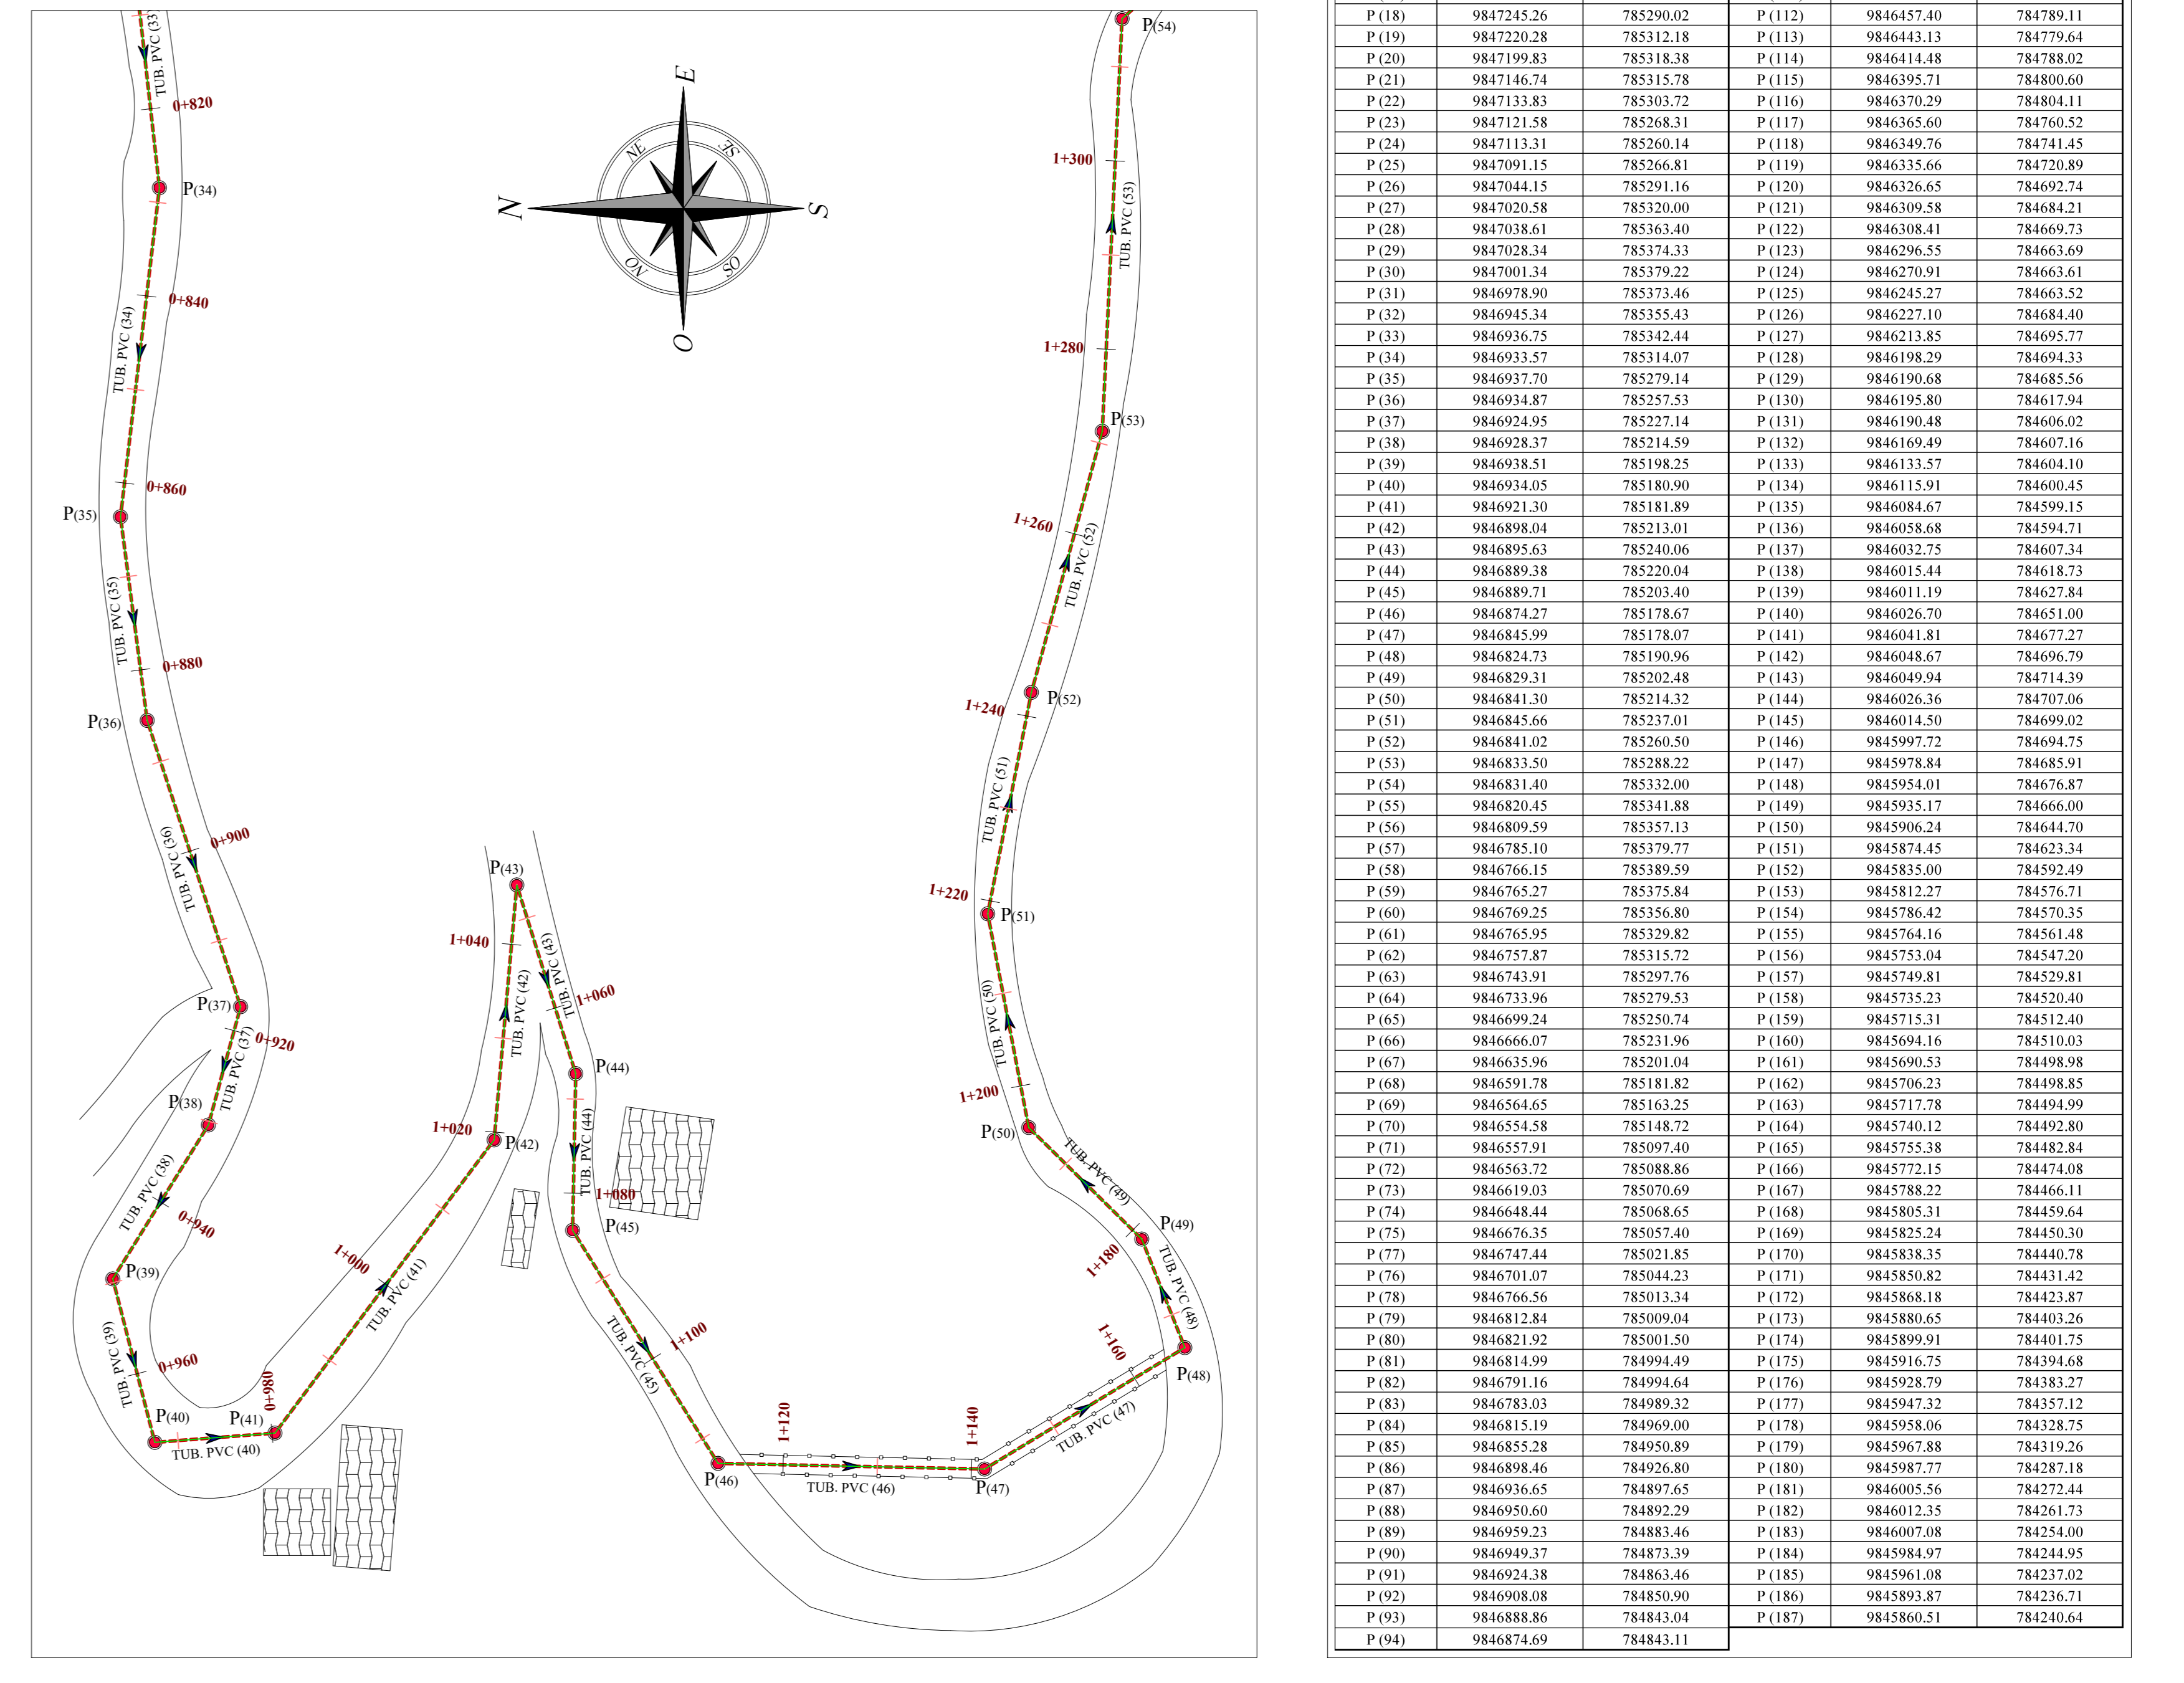 TUB. PVC (33)
P(54)
0+820
E
NE
SE
N
S
NO
SO
O
P(34)
1+300
TUB. PVC (53)
0+840
TUB. PVC (34)
1+280
P(53)
0+860
P(35)
1+260
TUB. PVC (52)
TUB. PVC (35)
0+880
P(52)
1+240
P(36)
TUB. PVC (51)
0+900
TUB. PVC (36)
P(43)
1+220
P(51)
1+040
TUB. PVC (43)
TUB. PVC (42)
1+060
TUB. PVC (50)
P(37)
0+920
TUB. PVC (37)
P(44)
1+200
P(38)
1+020
P(42)
TUB. PVC (44)
P(50)
TUB. PVC (49)
TUB. PVC (38)
1+080
0+940
P(45)
P(49)
1+180
P(39)
1+000
TUB. PVC (41)
TUB. PVC (48)
TUB. PVC (39)
0+960
1+100
TUB. PVC (45)
1+160
P(48)
0+980
P(40)
P(41)
TUB. PVC (40)
1+120
1+140
TUB. PVC (47)
P(46)
TUB. PVC (46)
P(47)
P (18) 9847245.26 785290.02 P (112) 9846457.40 784789.11
P (19) 9847220.28 785312.18 P (113) 9846443.13 784779.64
P (20) 9847199.83 785318.38 P (114) 9846414.48 784788.02
P (21) 9847146.74 785315.78 P (115) 9846395.71 784800.60
P (22) 9847133.83 785303.72 P (116) 9846370.29 784804.11
P (23) 9847121.58 785268.31 P (117) 9846365.60 784760.52
P (24) 9847113.31 785260.14 P (118) 9846349.76 784741.45
P (25) 9847091.15 785266.81 P (119) 9846335.66 784720.89
P (26) 9847044.15 785291.16 P (120) 9846326.65 784692.74
P (27) 9847020.58 785320.00 P (121) 9846309.58 784684.21
P (28) 9847038.61 785363.40 P (122) 9846308.41 784669.73
P (29) 9847028.34 785374.33 P (123) 9846296.55 784663.69
P (30) 9847001.34 785379.22 P (124) 9846270.91 784663.61
P (31) 9846978.90 785373.46 P (125) 9846245.27 784663.52
P (32) 9846945.34 785355.43 P (126) 9846227.10 784684.40
P (33) 9846936.75 785342.44 P (127) 9846213.85 784695.77
P (34) 9846933.57 785314.07 P (128) 9846198.29 784694.33
P (35) 9846937.70 785279.14 P (129) 9846190.68 784685.56
P (36) 9846934.87 785257.53 P (130) 9846195.80 784617.94
P (37) 9846924.95 785227.14 P (131) 9846190.48 784606.02
P (38) 9846928.37 785214.59 P (132) 9846169.49 784607.16
P (39) 9846938.51 785198.25 P (133) 9846133.57 784604.10
P (40) 9846934.05 785180.90 P (134) 9846115.91 784600.45
P (41) 9846921.30 785181.89 P (135) 9846084.67 784599.15
P (42) 9846898.04 785213.01 P (136) 9846058.68 784594.71
P (43) 9846895.63 785240.06 P (137) 9846032.75 784607.34
P (44) 9846889.38 785220.04 P (138) 9846015.44 784618.73
P (45) 9846889.71 785203.40 P (139) 9846011.19 784627.84
P (46) 9846874.27 785178.67 P (140) 9846026.70 784651.00
P (47) 9846845.99 785178.07 P (141) 9846041.81 784677.27
P (48) 9846824.73 785190.96 P (142) 9846048.67 784696.79
P (49) 9846829.31 785202.48 P (143) 9846049.94 784714.39
P (50) 9846841.30 785214.32 P (144) 9846026.36 784707.06
P (51) 9846845.66 785237.01 P (145) 9846014.50 784699.02
P (52) 9846841.02 785260.50 P (146) 9845997.72 784694.75
P (53) 9846833.50 785288.22 P (147) 9845978.84 784685.91
P (54) 9846831.40 785332.00 P (148) 9845954.01 784676.87
P (55) 9846820.45 785341.88 P (149) 9845935.17 784666.00
P (56) 9846809.59 785357.13 P (150) 9845906.24 784644.70
P (57) 9846785.10 785379.77 P (151) 9845874.45 784623.34
P (58) 9846766.15 785389.59 P (152) 9845835.00 784592.49
P (59) 9846765.27 785375.84 P (153) 9845812.27 784576.71
P (60) 9846769.25 785356.80 P (154) 9845786.42 784570.35
P (61) 9846765.95 785329.82 P (155) 9845764.16 784561.48
P (62) 9846757.87 785315.72 P (156) 9845753.04 784547.20
P (63) 9846743.91 785297.76 P (157) 9845749.81 784529.81
P (64) 9846733.96 785279.53 P (158) 9845735.23 784520.40
P (65) 9846699.24 785250.74 P (159) 9845715.31 784512.40
P (66) 9846666.07 785231.96 P (160) 9845694.16 784510.03
P (67) 9846635.96 785201.04 P (161) 9845690.53 784498.98
P (68) 9846591.78 785181.82 P (162) 9845706.23 784498.85
P (69) 9846564.65 785163.25 P (163) 9845717.78 784494.99
P (70) 9846554.58 785148.72 P (164) 9845740.12 784492.80
P (71) 9846557.91 785097.40 P (165) 9845755.38 784482.84
P (72) 9846563.72 785088.86 P (166) 9845772.15 784474.08
P (73) 9846619.03 785070.69 P (167) 9845788.22 784466.11
P (74) 9846648.44 785068.65 P (168) 9845805.31 784459.64
P (75) 9846676.35 785057.40 P (169) 9845825.24 784450.30
P (77) 9846747.44 785021.85 P (170) 9845838.35 784440.78
P (76) 9846701.07 785044.23 P (171) 9845850.82 784431.42
P (78) 9846766.56 785013.34 P (172) 9845868.18 784423.87
P (79) 9846812.84 785009.04 P (173) 9845880.65 784403.26
P (80) 9846821.92 785001.50 P (174) 9845899.91 784401.75
P (81) 9846814.99 784994.49 P (175) 9845916.75 784394.68
P (82) 9846791.16 784994.64 P (176) 9845928.79 784383.27
P (83) 9846783.03 784989.32 P (177) 9845947.32 784357.12
P (84) 9846815.19 784969.00 P (178) 9845958.06 784328.75
P (85) 9846855.28 784950.89 P (179) 9845967.88 784319.26
P (86) 9846898.46 784926.80 P (180) 9845987.77 784287.18
P (87) 9846936.65 784897.65 P (181) 9846005.56 784272.44
P (88) 9846950.60 784892.29 P (182) 9846012.35 784261.73
P (89) 9846959.23 784883.46 P (183) 9846007.08 784254.00
P (90) 9846949.37 784873.39 P (184) 9845984.97 784244.95
P (91) 9846924.38 784863.46 P (185) 9845961.08 784237.02
P (92) 9846908.08 784850.90 P (186) 9845893.87 784236.71
P (93) 9846888.86 784843.04 P (187) 9845860.51 784240.64
P (94) 9846874.69 784843.11